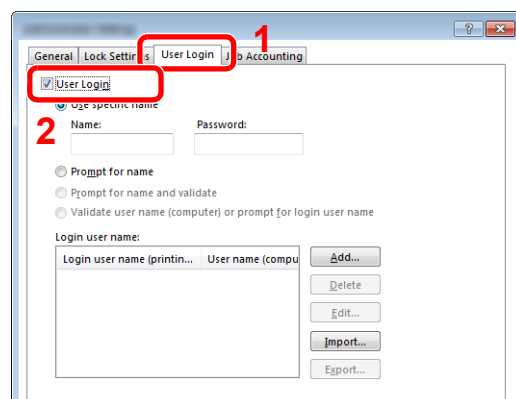 1
General Lock Settings User Login Job Accounting
User Login
Use specific name
2
Name: Password:
Prompt for name
Prompt for name and validate
Validate user name (computer) or prompt for login user name
Login user name:
Login user name (printin... User name (compu
Add...
Delete
Edit...
Import...
Export...